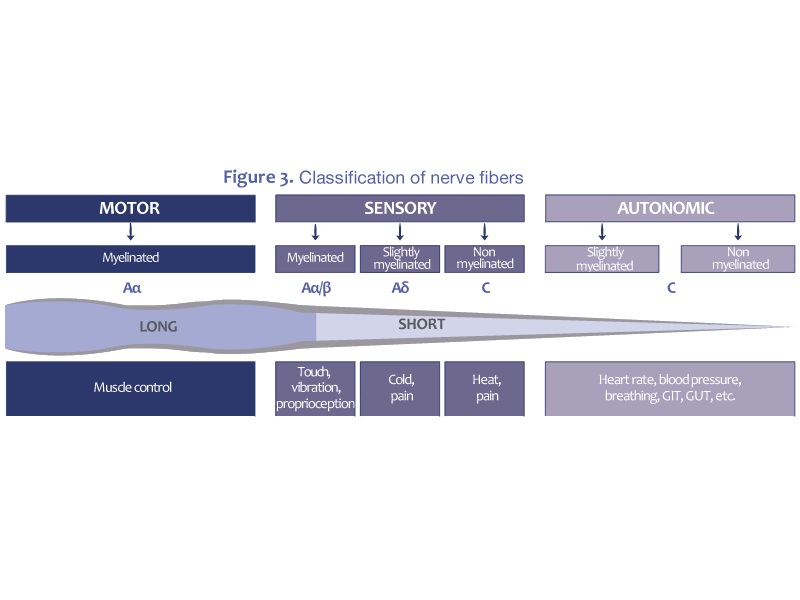 Figure 3. Classification of nerve fibers
MOTOR
SENSORY
AUTONOMIC
Myelinated
Myelinated
Slightly
myelinated
Non
myelinated
Slightly
myelinated
Non
myelinated
Aα
Aα/β
Aδ
C
C
LONG
SHORT
Muscle control
Touch,
vibration,
proprioception
Cold,
pain
Heat,
pain
Heart rate, blood pressure,
breathing, GIT, GUT, etc.